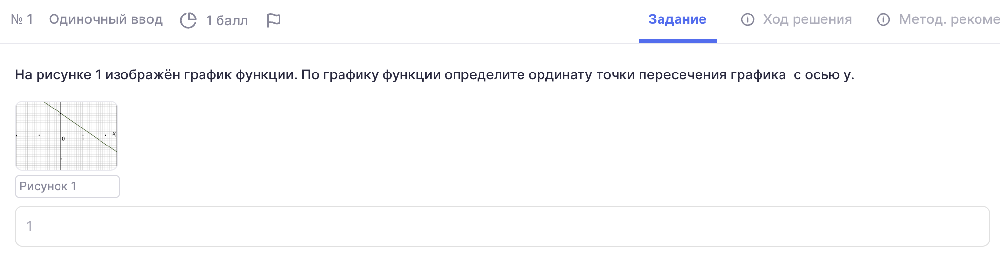 № 1 Одиночный ввод 1 балл Задание Ход решения Метод. рекоме
На рисунке 1 изображён график функции. По графику функции определите ординату точки пересечения графика с осью y.
1
x
0
1
Рисунок 1
1